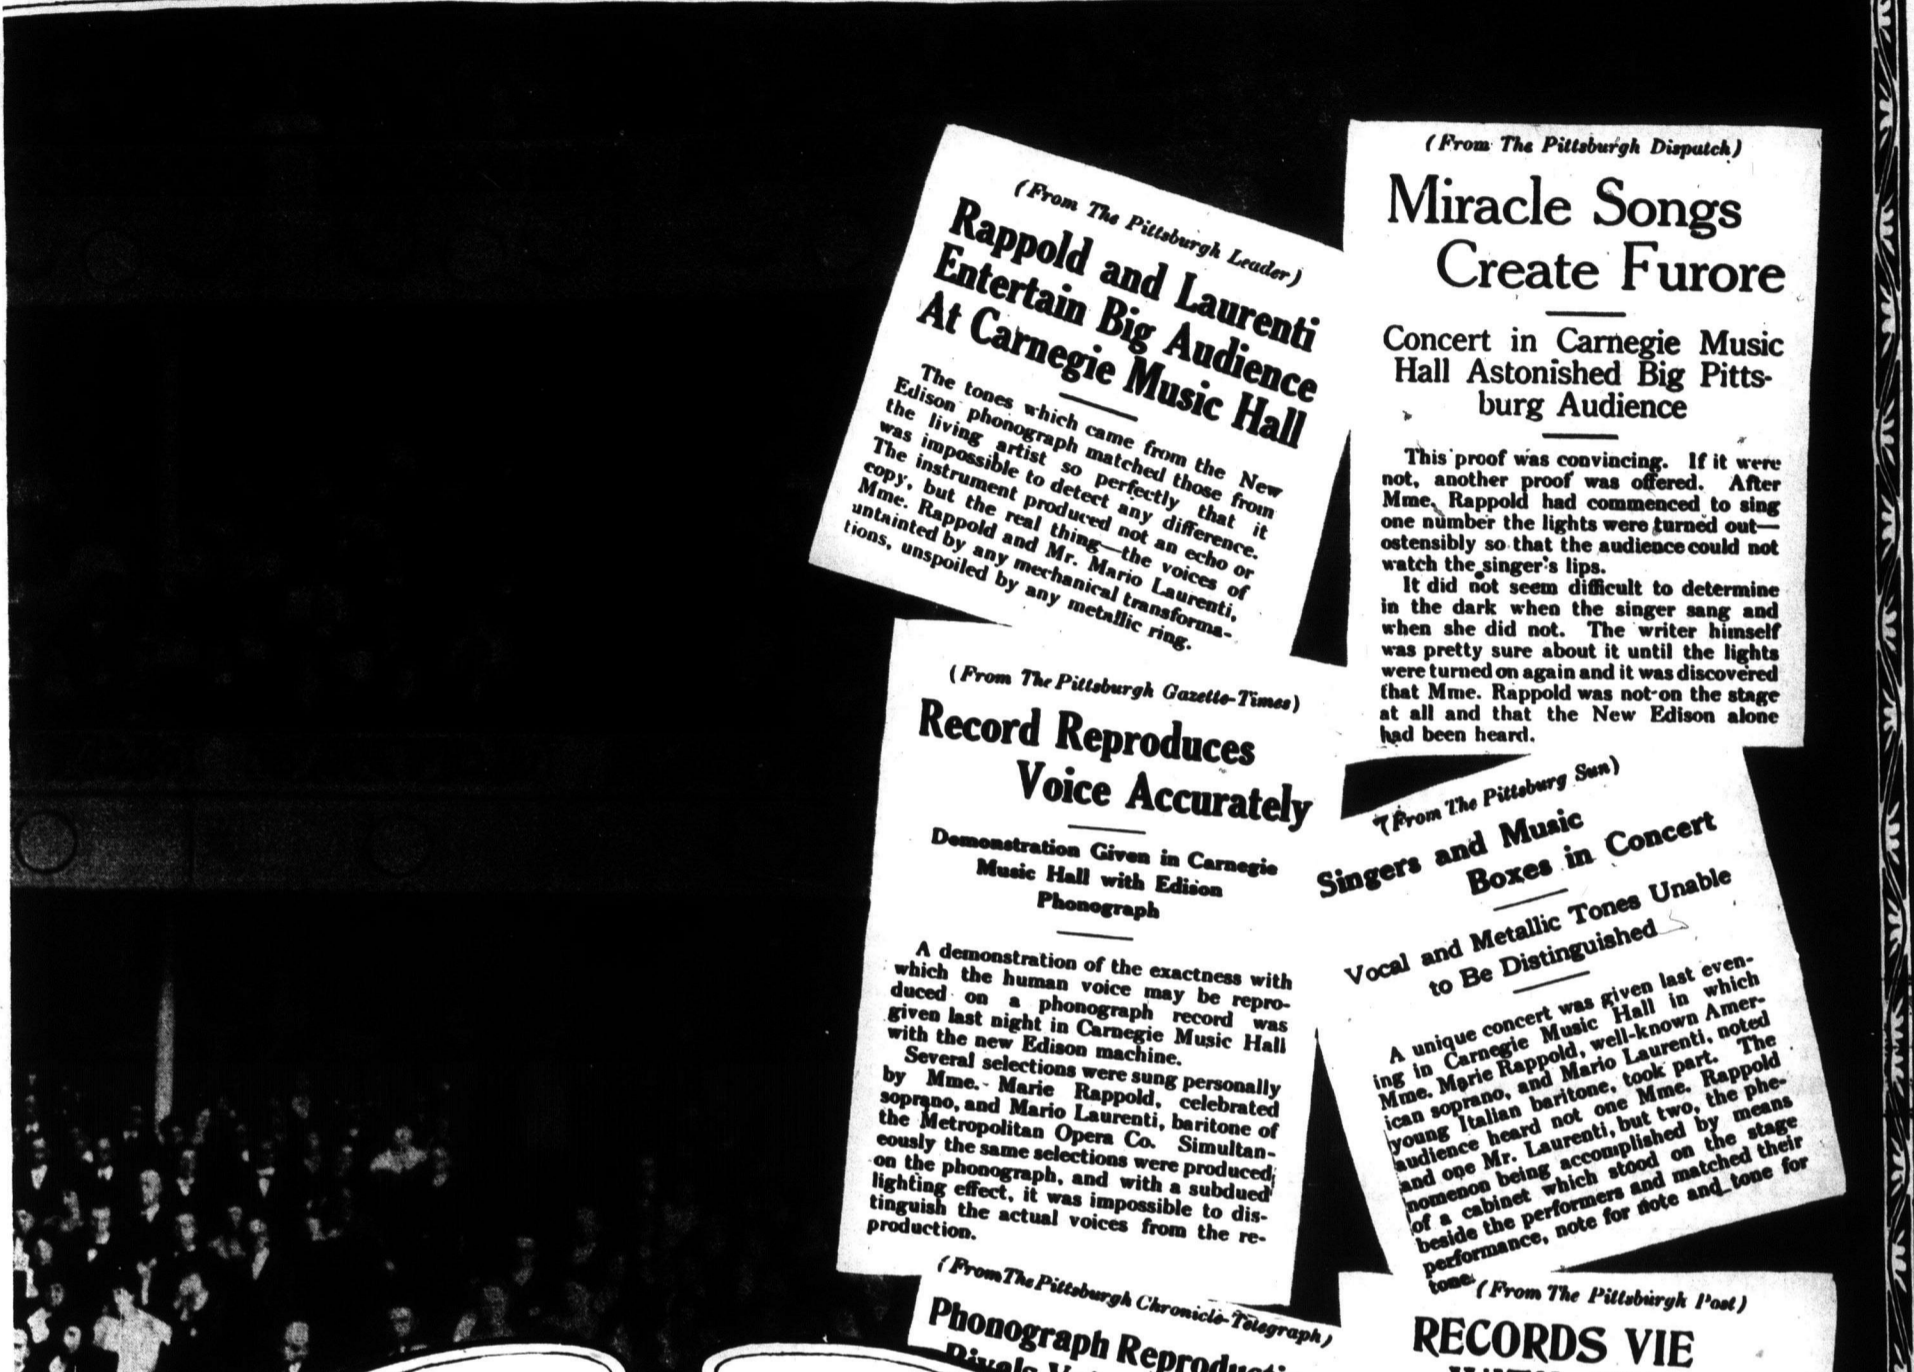 (From The Pittsburgh Leader)
Rappold and Laurenti
Entertain Big Audience
At Carnegie Music Hall
The tones which came from the New
Edison phonograph matched those from
the living artist so perfectly that it
was impossible to detect any difference.
The instrument produced not an echo or
copy, but the real thing—the voices of
Mme. Rappold and Mr. Mario Laurenti,
untainted by any mechanical transforma-
tions, unspoiled by any metallic ring.
(From The Pittsburgh Dispatch)
Miracle Songs
Create Furore
Concert in Carnegie Music
Hall Astonished Big Pitts-
burg Audience
This proof was convincing. If it were
not, another proof was offered. After
Mme. Rappold had commenced to sing
one number the lights were turned out—
ostensibly so that the audience could not
watch the singer's lips.
It did not seem difficult to determine
in the dark when the singer sang and
when she did not. The writer himself
was pretty sure about it until the lights
were turned on again and it was discovered
that Mme. Rappold was not on the stage
at all and that the New Edison alone
had been heard.
(From The Pittsburgh Gazette-Times)
Record Reproduces
Voice Accurately
Demonstration Given in Carnegie
Music Hall with Edison
Phonograph
A demonstration of the exactness with
which the human voice may be repro-
duced on a phonograph record was
given last night in Carnegie Music Hall
with the new Edison machine.
Several selections were sung personally
by Mme. Marie Rappold, celebrated
soprano, and Mario Laurenti, baritone of
the Metropolitan Opera Co. Simultan-
eously the same selections were produced
on the phonograph, and with a subdued
lighting effect, it was impossible to dis-
tinguish the actual voices from the re-
production.
(From The Pittsburg Sun)
Singers and Music
Boxes in Concert
Vocal and Metallic Tones Unable
to Be Distinguished
A unique concert was given last even-
ing in Carnegie Music Hall in which
Mme. Marie Rappold, well-known Amer-
ican soprano, and Mario Laurenti, noted
young Italian baritone, took part. The
audience heard not one Mme. Rappold
and one Mr. Laurenti, but two, the phe-
nomenon being accomplished by means
of a cabinet which stood on the stage
beside the performers and matched their
performance, note for note and tone for
tone.
(From The Pittsburgh Chronicle-Telegraph)
Phonograph
(From The Pittsburgh Post)
RECORDS VIE